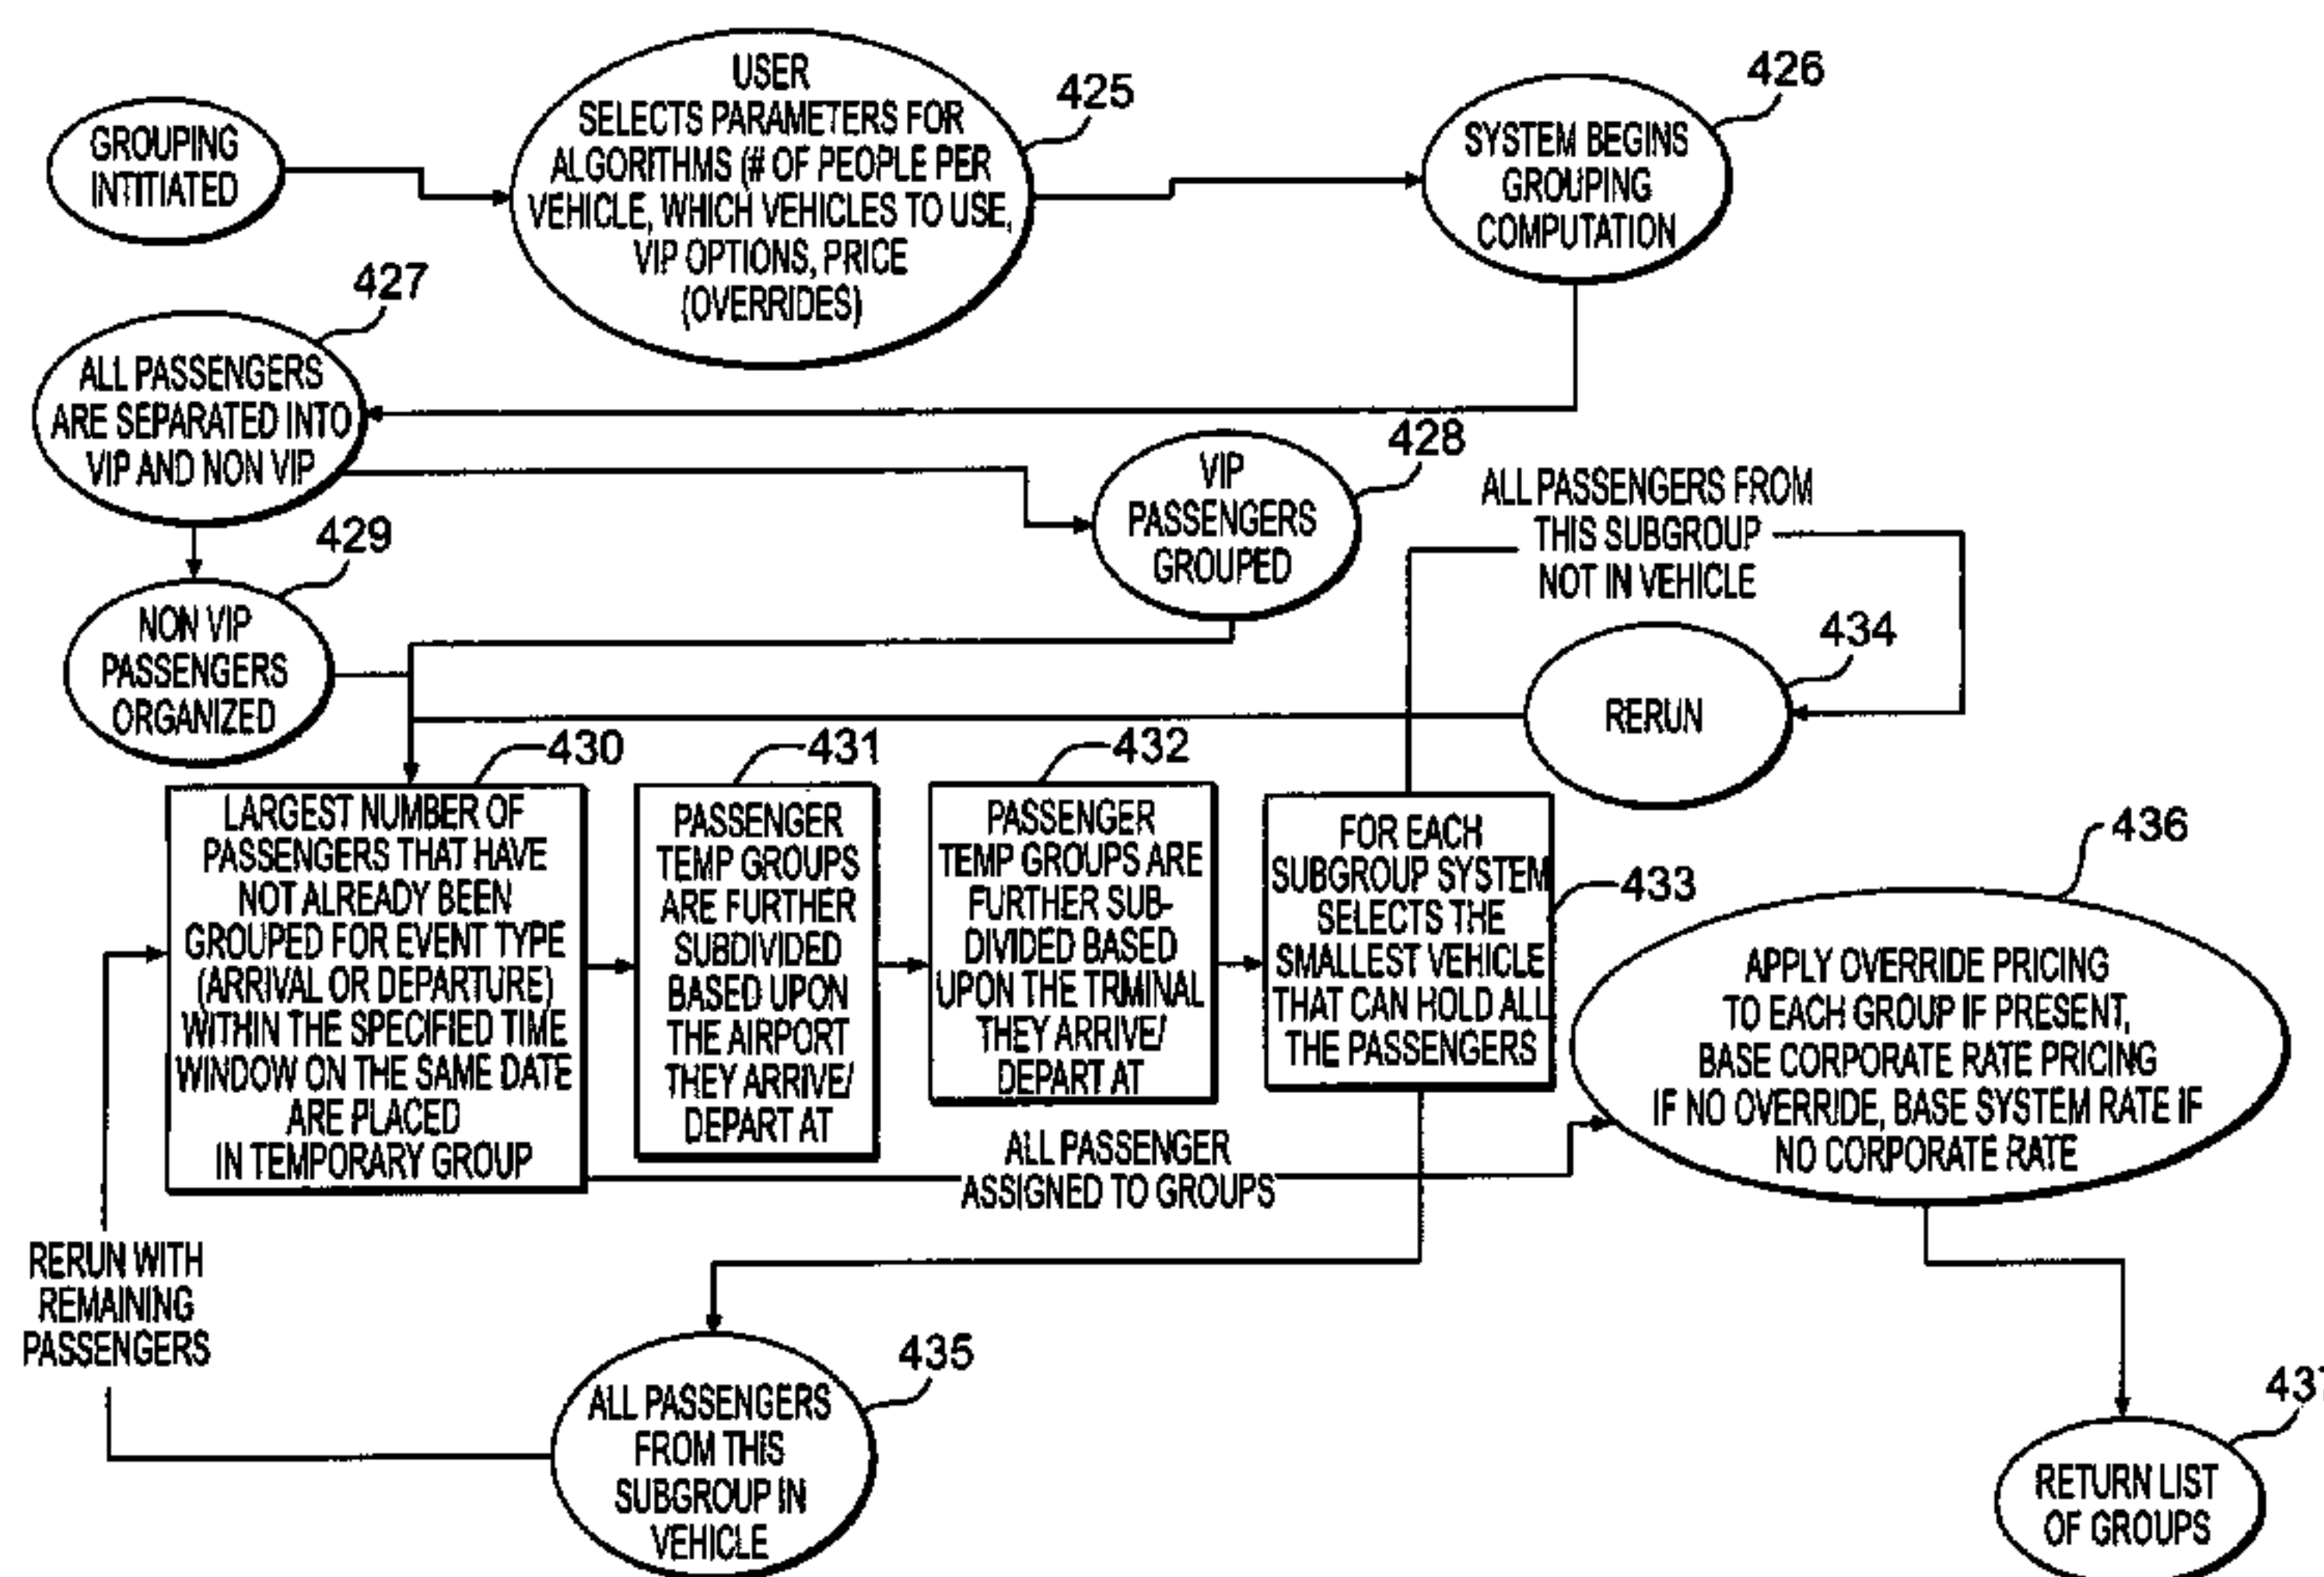 GROUPING
INTITIATED
USER
SELECTS PARAMETERS FOR
ALGORITHMS (# OF PEOPLE PER
VEHICLE, WHICH VEHICLES TO USE,
VIP OPTIONS, PRICE
(OVERRIDES)
425
SYSTEM BEGINS
GROUPING
COMPUTATION
426
ALL PASSENGERS
ARE SEPARATED INTO
VIP AND NON VIP
427
VIP
PASSENGERS
GROUPED
428
NON VIP
PASSENGERS
ORGANIZED
429
ALL PASSENGERS FROM
THIS SUBGROUP
NOT IN VEHICLE
RERUN
434
LARGEST NUMBER OF
PASSENGERS THAT HAVE
NOT ALREADY BEEN
GROUPED FOR EVENT TYPE
(ARRIVAL OR DEPARTURE)
WITHIN THE SPECIFIED TIME
WINDOW ON THE SAME DATE
ARE PLACED
IN TEMPORARY GROUP
430
PASSENGER
TEMP GROUPS
ARE FURTHER
SUBDIVIDED
BASED UPON
THE AIRPORT
THEY ARRIVE/
DEPART AT
431
PASSENGER
TEMP GROUPS ARE
FURTHER SUB-
DIVIDED BASED
UPON THE TRMINAL
THEY ARRIVE/
DEPART AT
432
FOR EACH
SUBGROUP SYSTEM
SELECTS THE
SMALLEST VEHICLE
THAT CAN HOLD ALL
THE PASSENGERS
433
APPLY OVERRIDE PRICING
TO EACH GROUP IF PRESENT,
BASE CORPORATE RATE PRICING
IF NO OVERRIDE, BASE SYSTEM RATE IF
NO CORPORATE RATE
436
ALL PASSENGER
ASSIGNED TO GROUPS
RERUN WITH
REMAINING
PASSENGERS
ALL PASSENGERS
FROM THIS
SUBGROUP IN
VEHICLE
435
RETURN LIST
OF GROUPS
437